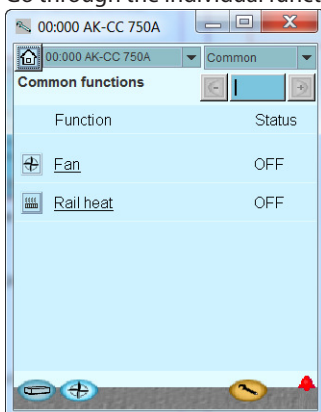 Go through the individual funct
00:000 AK-CC 750A
00:000 AK-CC 750A Common
Common functions
Function Status
Fan OFF
Rail heat OFF